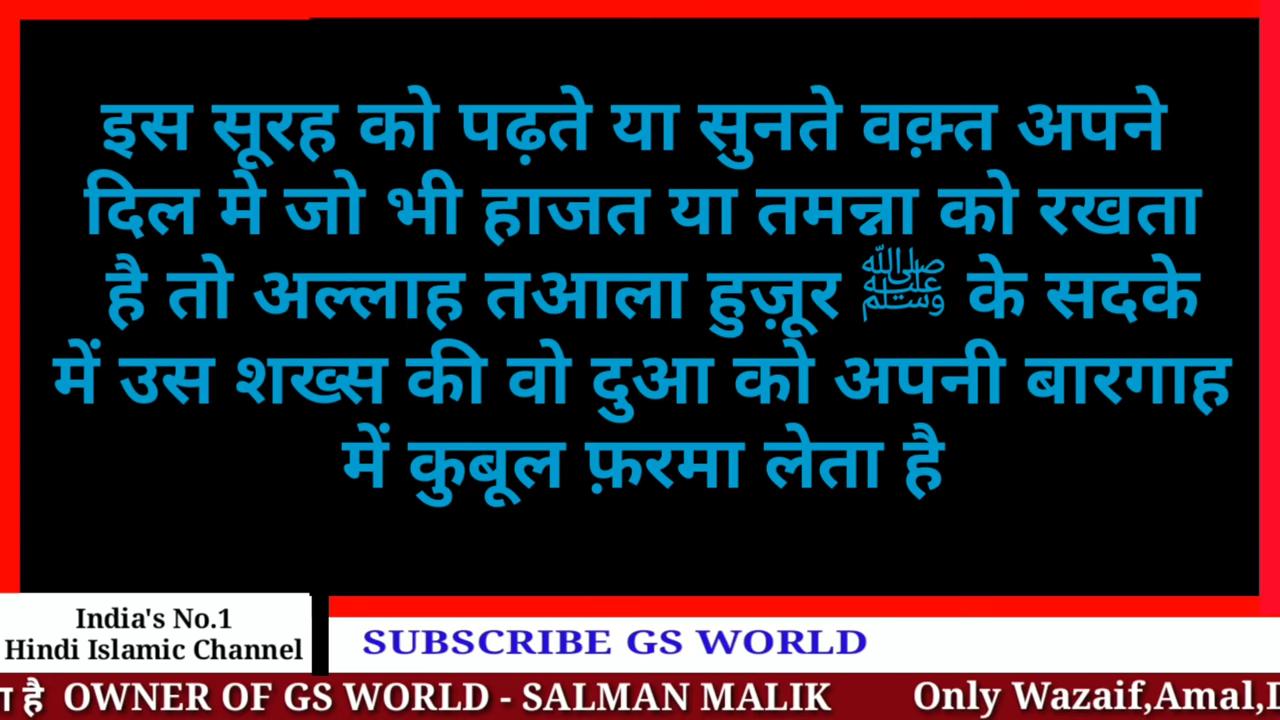 इस सूरह को पढ़ते या सुनते वक़्त अपने
दिल मे जो भी हाजत या तमन्ना को रखता
है तो अल्लाह तआला हुज़ूर ﷺ के सदके
में उस शख्स की वो दुआ को अपनी बारगाह
में कुबूल फ़रमा लेता है
India's No.1
Hindi Islamic Channel
SUBSCRIBE GS WORLD
है OWNER OF GS WORLD - SALMAN MALIK Only Wazaif,Amal,